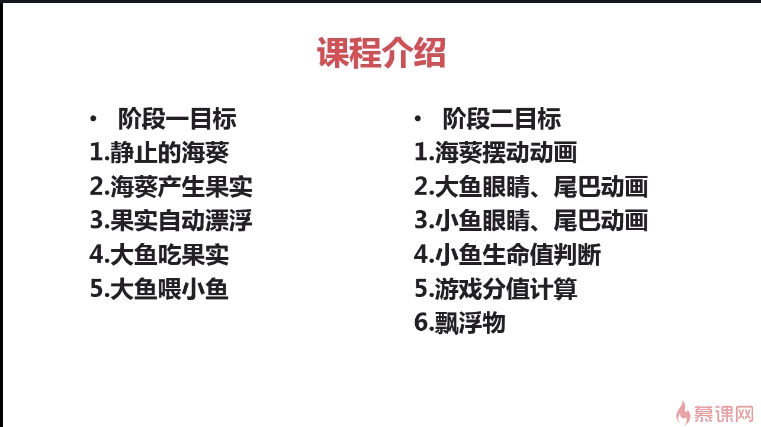 课程介绍
• 阶段一目标
1.静止的海葵
2.海葵产生果实
3.果实自动漂浮
4.大鱼吃果实
5.大鱼喂小鱼
• 阶段二目标
1.海葵摆动动画
2.大鱼眼睛、尾巴动画
3.小鱼眼睛、尾巴动画
4.小鱼生命值判断
5.游戏分值计算
6.飘浮物
慕课网